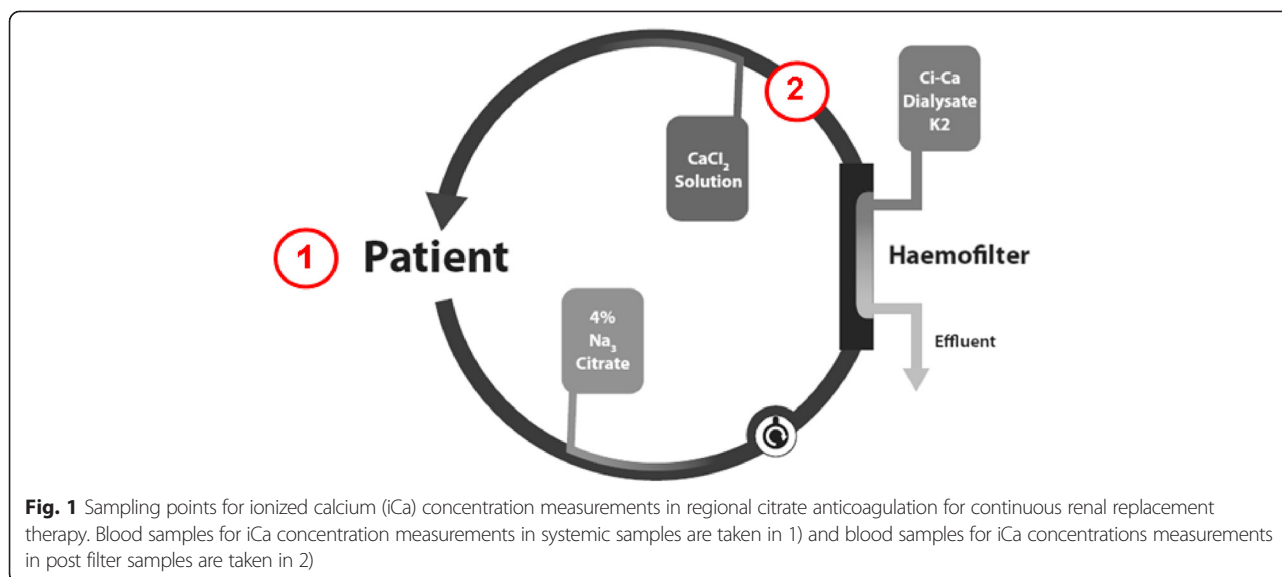 2
Ci-Ca
Dialysate
K2
CaCl₂
Solution
1
Patient
Haemofilter
4%
Na₃
Citrate
Effluent
Fig. 1 Sampling points for ionized calcium (iCa) concentration measurements in regional citrate anticoagulation for continuous renal replacement
therapy. Blood samples for iCa concentration measurements in systemic samples are taken in 1) and blood samples for iCa concentrations measurements
in post filter samples are taken in 2)